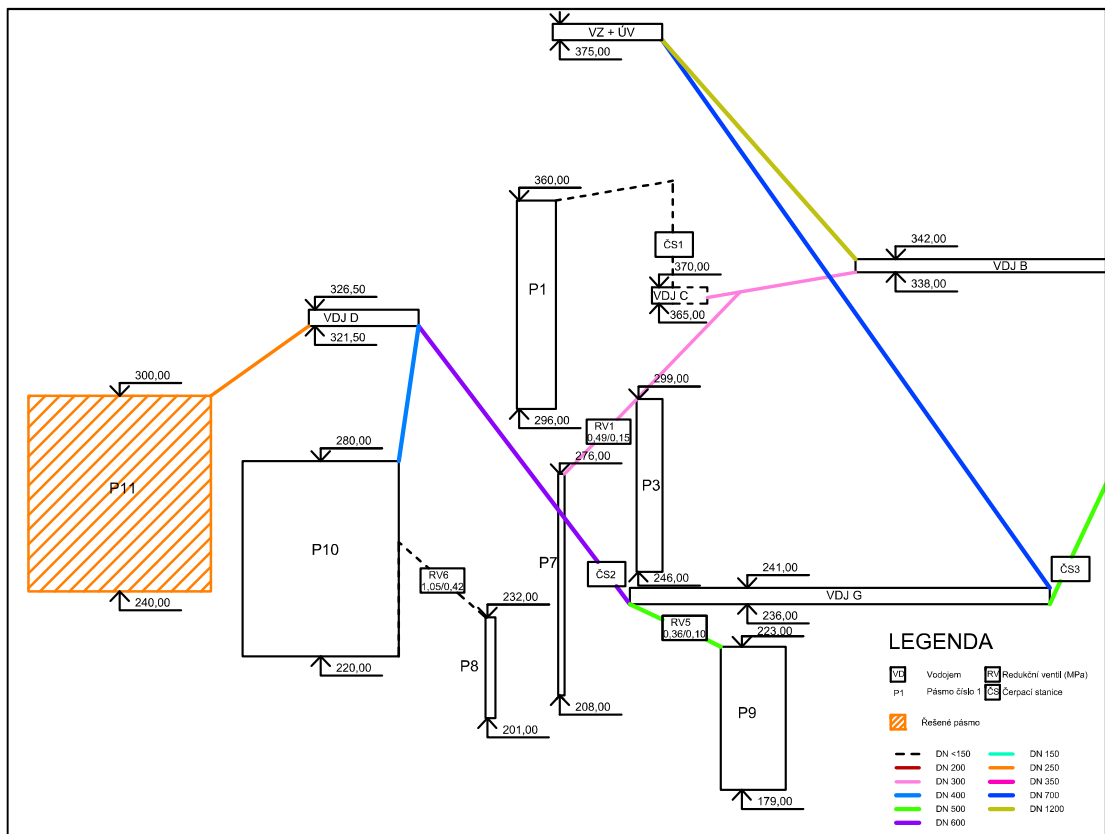 VZ + ÚV
375,00
360,00
P1
296,00
ČS1
370,00
VDJ C
365,00
342,00
VDJ B
338,00
326,50
VDJ D
321,50
300,00
P11
240,00
280,00
P10
220,00
RV6
1,05/0,42
232,00
P8
201,00
RV1
0,49/0,15
276,00
P7
208,00
299,00
P3
246,00
ČS2
241,00
VDJ G
236,00
ČS3
RV5
0,36/0,10
223,00
P9
179,00
LEGENDA
VD Vodojem RV Redukční ventil (MPa)
P1 Pásmo číslo 1 ČS Čerpací stanice
Řešené pásmo
DN <150 DN 150
DN 200 DN 250
DN 300 DN 350
DN 400 DN 700
DN 500 DN 1200
DN 600